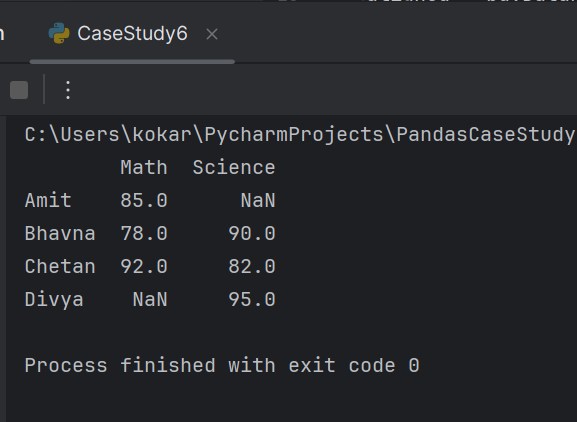 CaseStudy6
C:\Users\kokar\PycharmProjects\PandasCaseStudy
Math Science
Amit 85.0 NaN
Bhavna 78.0 90.0
Chetan 92.0 82.0
Divya NaN 95.0
Process finished with exit code 0